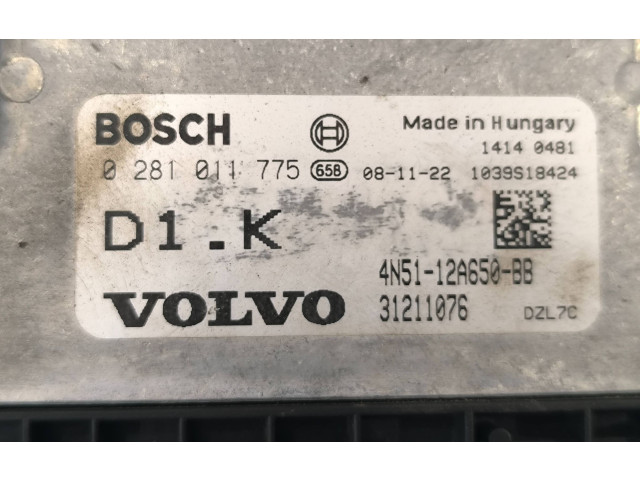 BOSCH
Made in Hungary
1414 0481
0 281 011 775 65B 08-11-22 1039S18424
D1.K
4N51-12A650-BB
VOLVO 31211076 DZL7C